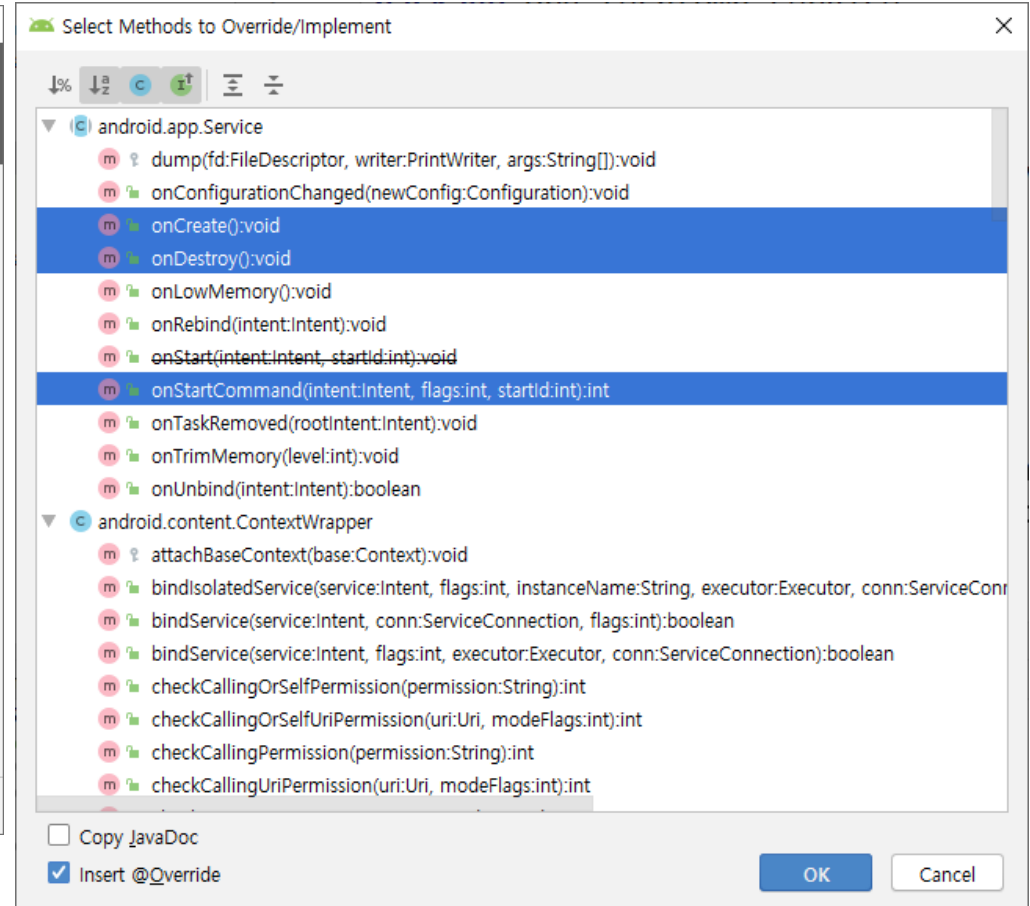 Select Methods to Override/Implement
android.app.Service
dump(fd:FileDescriptor, writer:PrintWriter, args:String[]):void
onConfigurationChanged(newConfig:Configuration):void
onCreate():void
onDestroy():void
onLowMemory():void
onRebind(intent:Intent):void
onStart(intent:Intent, startId:int):void
onStartCommand(intent:Intent, flags:int, startId:int):int
onTaskRemoved(rootIntent:Intent):void
onTrimMemory(level:int):void
onUnbind(intent:Intent):boolean
android.content.ContextWrapper
attachBaseContext(base:Context):void
bindIsolatedService(service:Intent, flags:int, instanceName:String, executor:Executor, conn:ServiceConn
bindService(service:Intent, conn:ServiceConnection, flags:int):boolean
bindService(service:Intent, flags:int, executor:Executor, conn:ServiceConnection):boolean
checkCallingOrSelfPermission(permission:String):int
checkCallingOrSelfUriPermission(uri:Uri, modeFlags:int):int
checkCallingPermission(permission:String):int
checkCallingUriPermission(uri:Uri, modeFlags:int):int
Copy JavaDoc
Insert @Override
OK
Cancel